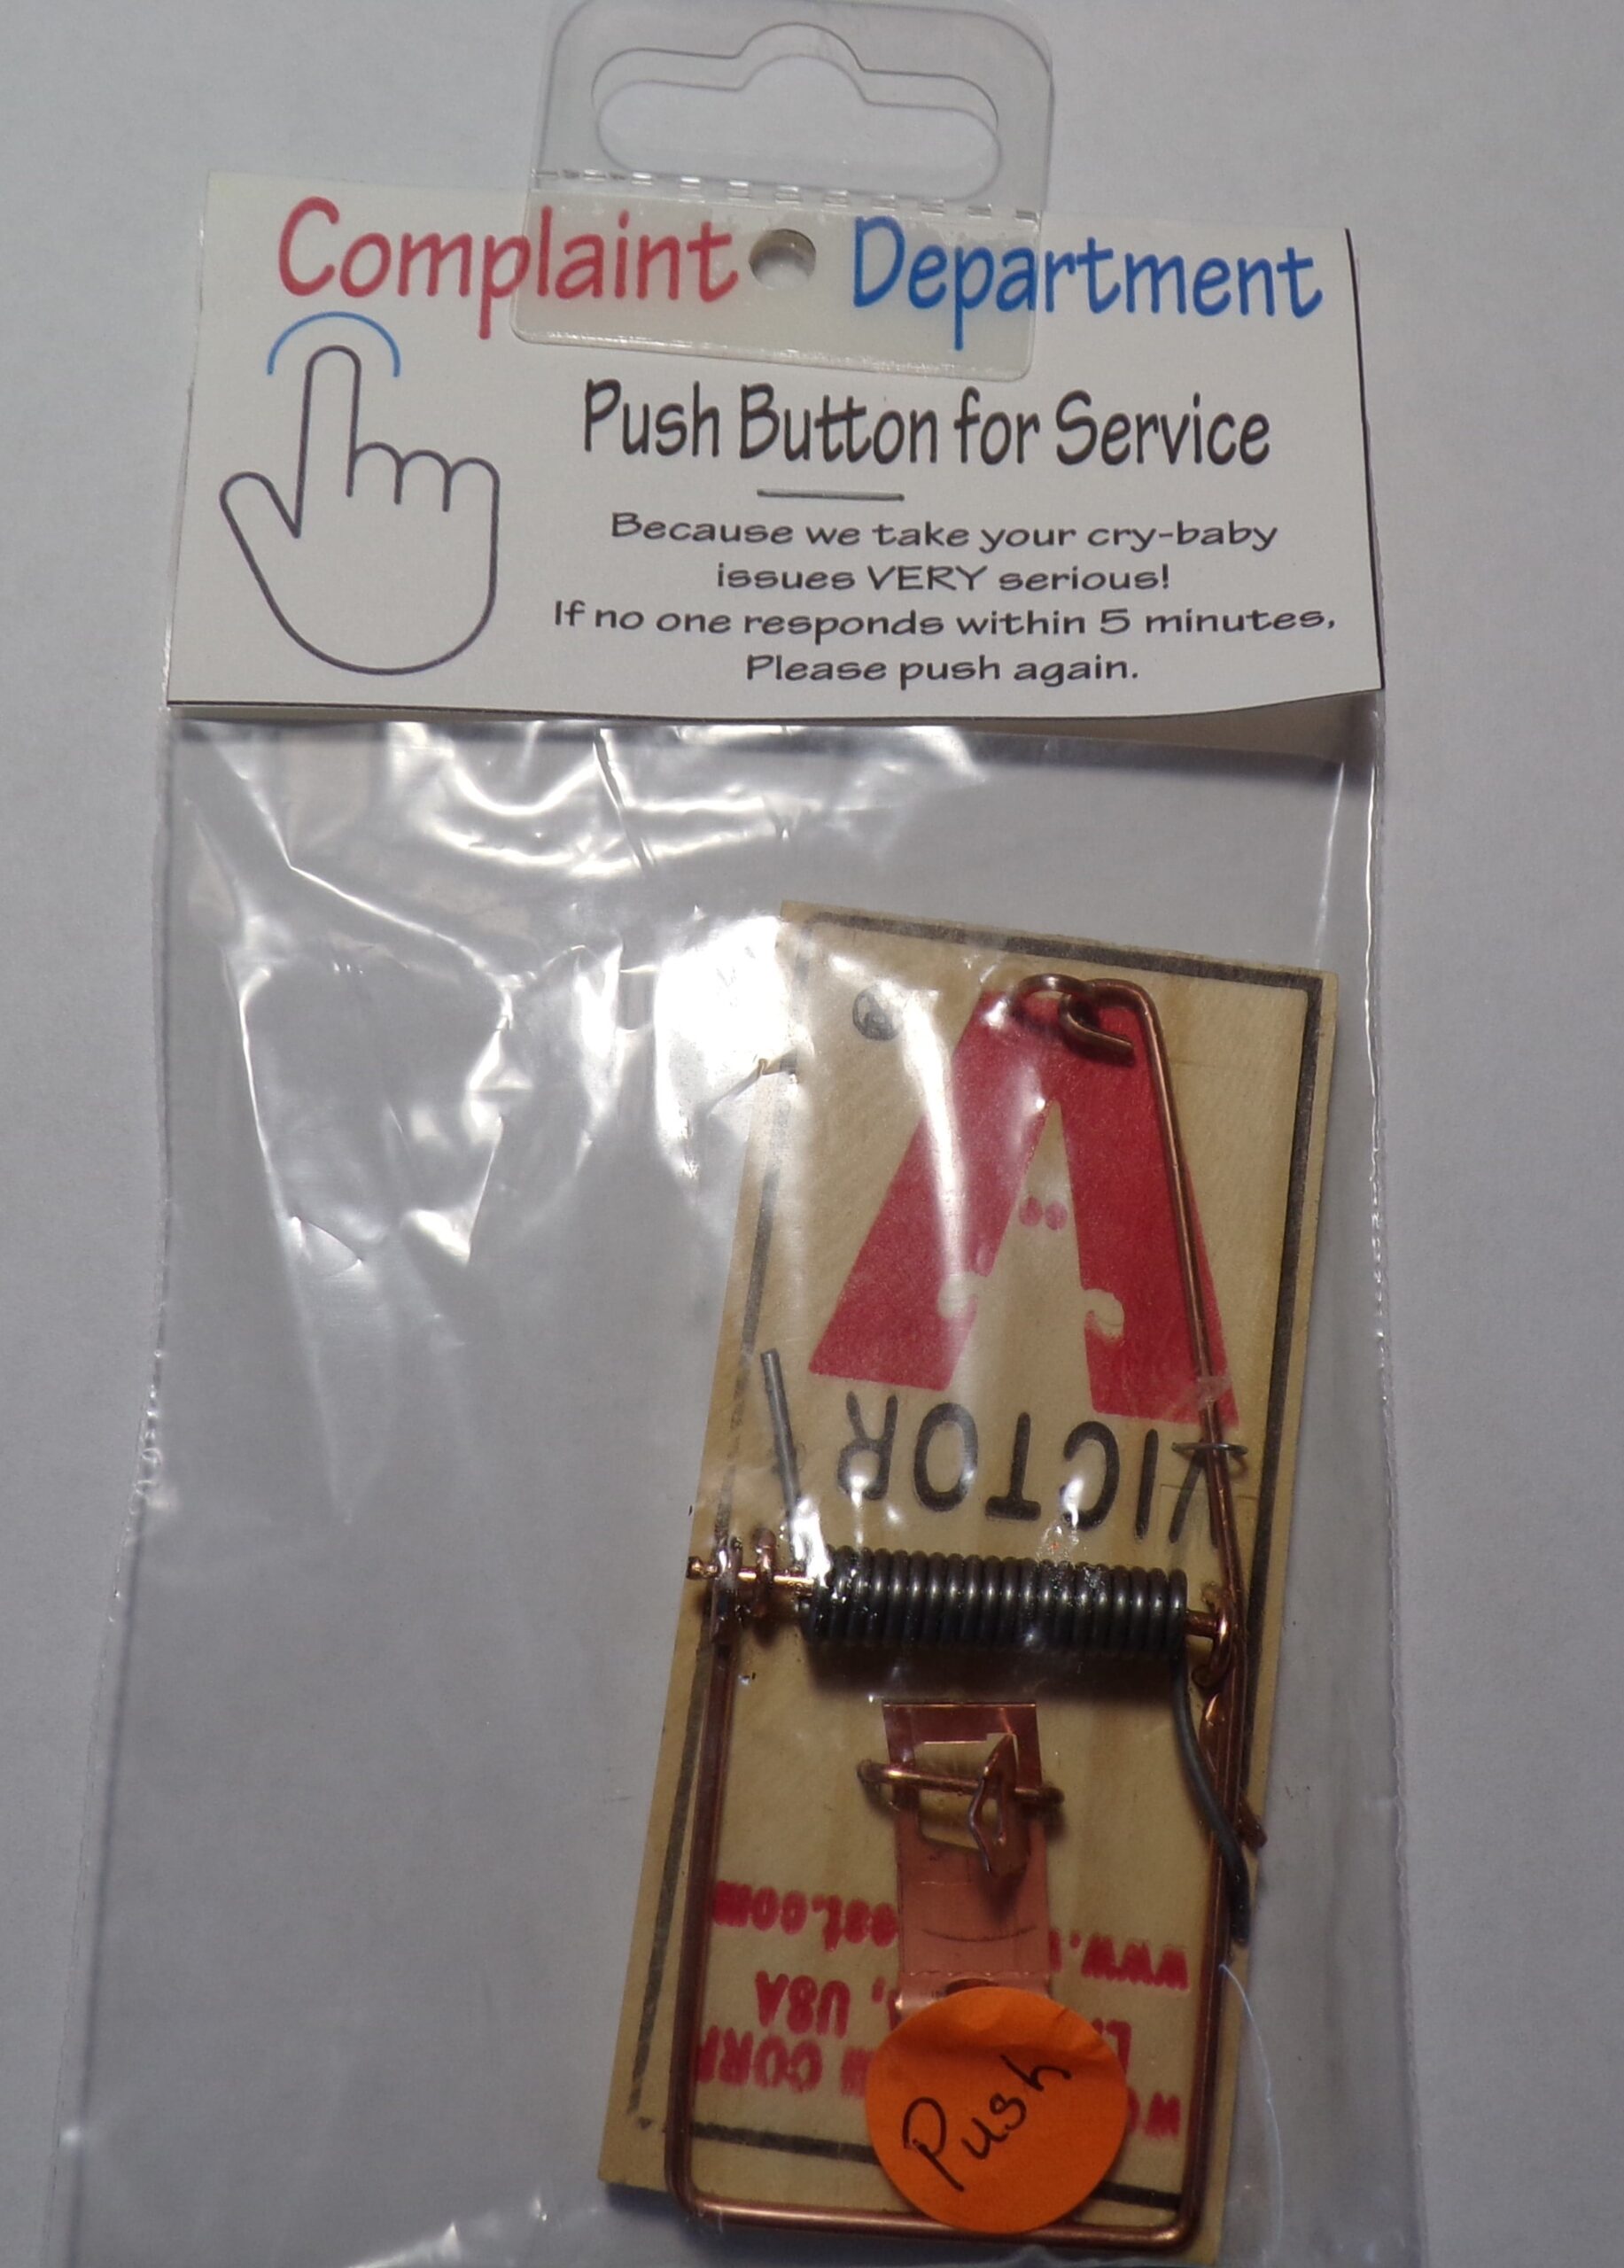 Complaint Department
Push Button for Service
Because we take your cry-baby
issues VERY serious!
If no one responds within 5 minutes,
Please push again.
VICTOR
USA
Push